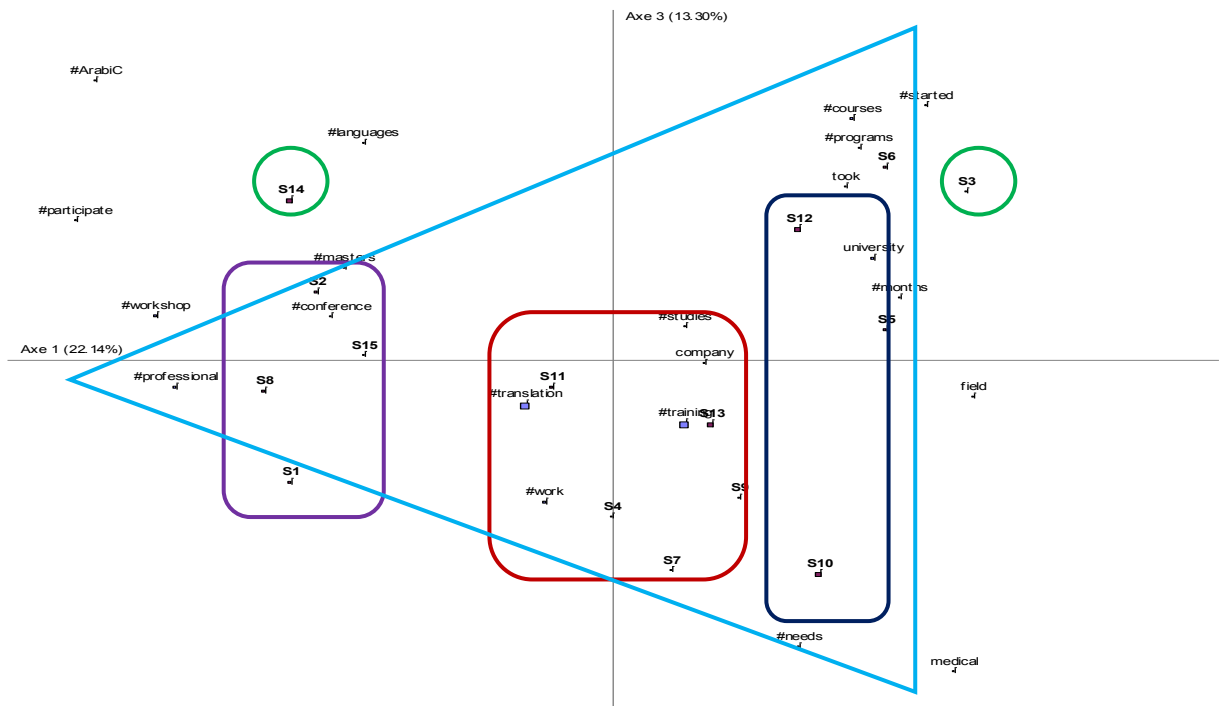 Axe 3 (13.30%)
#ArabiC
#started
#courses
#languages
#programs
S6
took
S3
S14
#participate
S12
university
#masters
S2
#months
#workshop
#conference
#studies
S5
Axe 1 (22.14%)
S15
company
#professional
S8
S11
field
#translation
#training
S13
S1
#work
S9
S4
S7
S10
#needs
medical